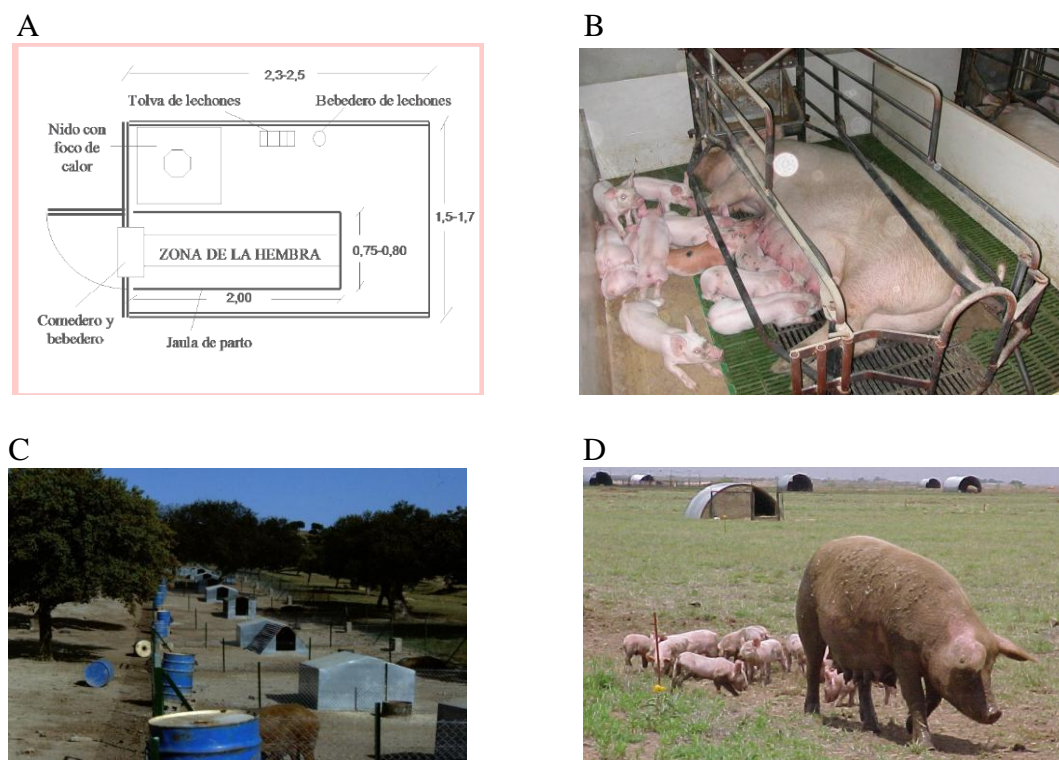 A
B
2,3-2,5
Tolva de lechones
Bebedero de lechones
Nido con
foco de
calor
1,5-1,7
0,75-0,80
ZONA DE LA HEMBRA
2,00
Comedero y
bebedero
Jaula de parto
C
D